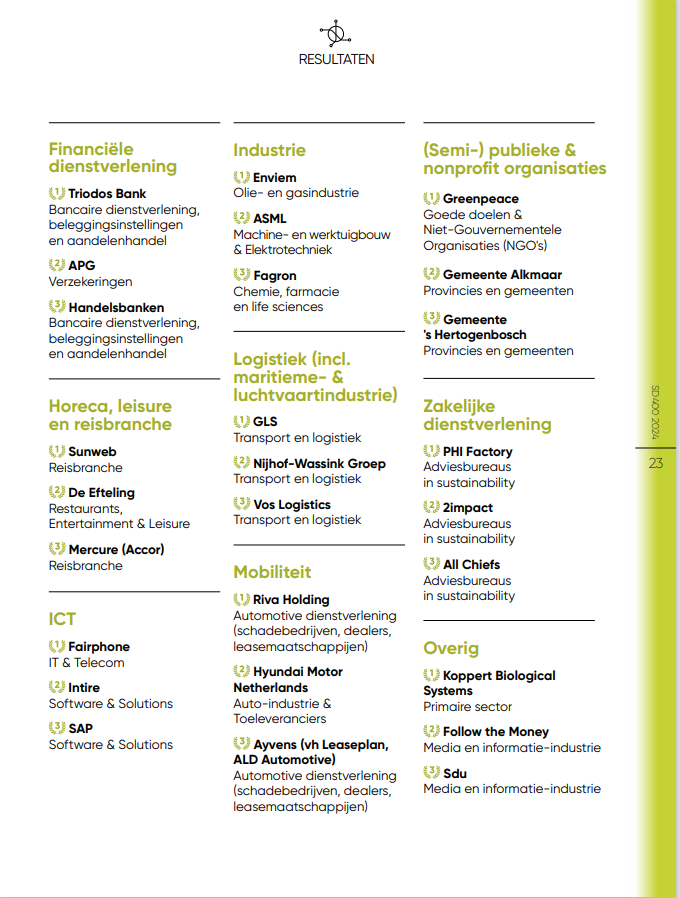 RESULTATEN
Financiële
dienstverlening
1 Triodos Bank
Bancaire dienstverlening,
beleggingsinstellingen
en aandelenhandel
2 APG
Verzekeringen
3 Handelsbanken
Bancaire dienstverlening,
beleggingsinstellingen
en aandelenhandel
Horeca, leisure
en reisbranche
1 Sunweb
Reisbranche
2 De Efteling
Restaurants,
Entertainment & Leisure
3 Mercure (Accor)
Reisbranche
ICT
1 Fairphone
IT & Telecom
2 Intire
Software & Solutions
3 SAP
Software & Solutions
Industrie
1 Enviem
Olie- en gasindustrie
2 ASML
Machine- en werktuigbouw
& Elektrotechniek
3 Fagron
Chemie, farmacie
en life sciences
Logistiek (incl.
maritieme- &
luchtvaartindustrie)
1 GLS
Transport en logistiek
2 Nijhof-Wassink Groep
Transport en logistiek
3 Vos Logistics
Transport en logistiek
Mobiliteit
1 Riva Holding
Automotive dienstverlening
(schadebedrijven, dealers,
leasemaatschappijen)
2 Hyundai Motor
Netherlands
Auto-industrie &
Toeleveranciers
3 Ayvens (vh Leaseplan,
ALD Automotive)
Automotive dienstverlening
(schadebedrijven, dealers,
leasemaatschappijen)
(Semi-) publieke &
nonprofit organisaties
1 Greenpeace
Goede doelen &
Niet-Gouvernementele
Organisaties (NGO's)
2 Gemeente Alkmaar
Provincies en gemeenten
3 Gemeente
's Hertogenbosch
Provincies en gemeenten
Zakelijke
dienstverlening
1 PHI Factory
Adviesbureaus
in sustainability
2 2impact
Adviesbureaus
in sustainability
3 All Chiefs
Adviesbureaus
in sustainability
Overig
1 Koppert Biological
Systems
Primaire sector
2 Follow the Money
Media en informatie-industrie
3 Sdu
Media en informatie-industrie
SD400 2024
23